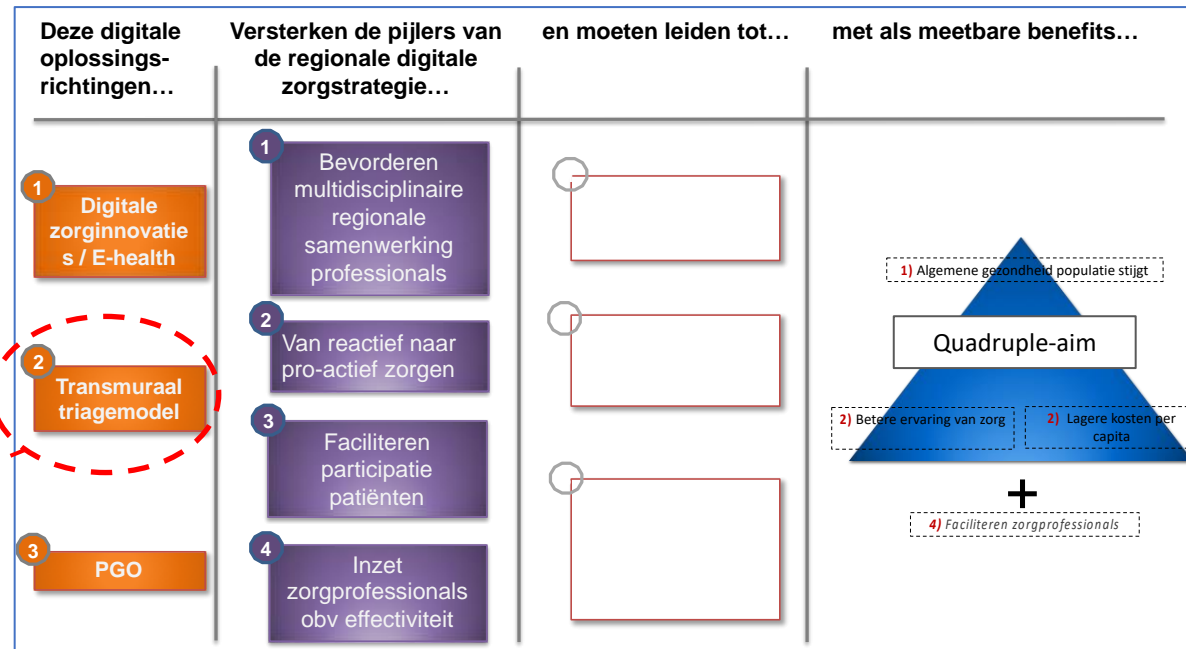 Deze digitale
oplossings-
richtingen…
Versterken de pijlers van
de regionale digitale
zorgstrategie…
en moeten leiden tot…
met als meetbare benefits…
1
Digitale
zorginnovatie
s / E-health
2
Transmuraal
triagemodel
3
PGO
1
Bevorderen
multidisciplinaire
regionale
samenwerking
professionals
2
Van reactief naar
pro-actief zorgen
3
Faciliteren
participatie
patiënten
4
Inzet
zorgprofessionals
obv effectiviteit
1) Algemene gezondheid populatie stijgt
Quadruple-aim
2) Betere ervaring van zorg
2) Lagere kosten per
capita
+
4) Faciliteren zorgprofessionals